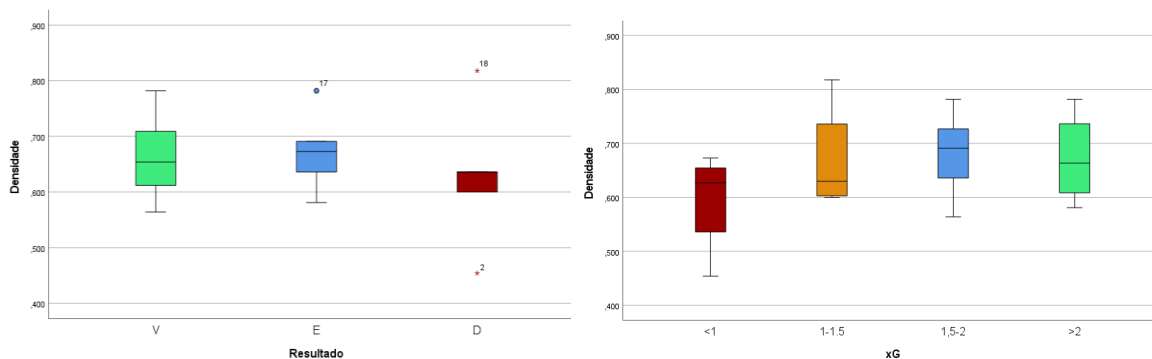 ,900
,800
,700
,600
,500
,400
Densidade
17
18
2
V E D
Resultado
,900
,800
,700
,600
,500
,400
Densidade
<1 1-1.5 1,5-2 >2
xG